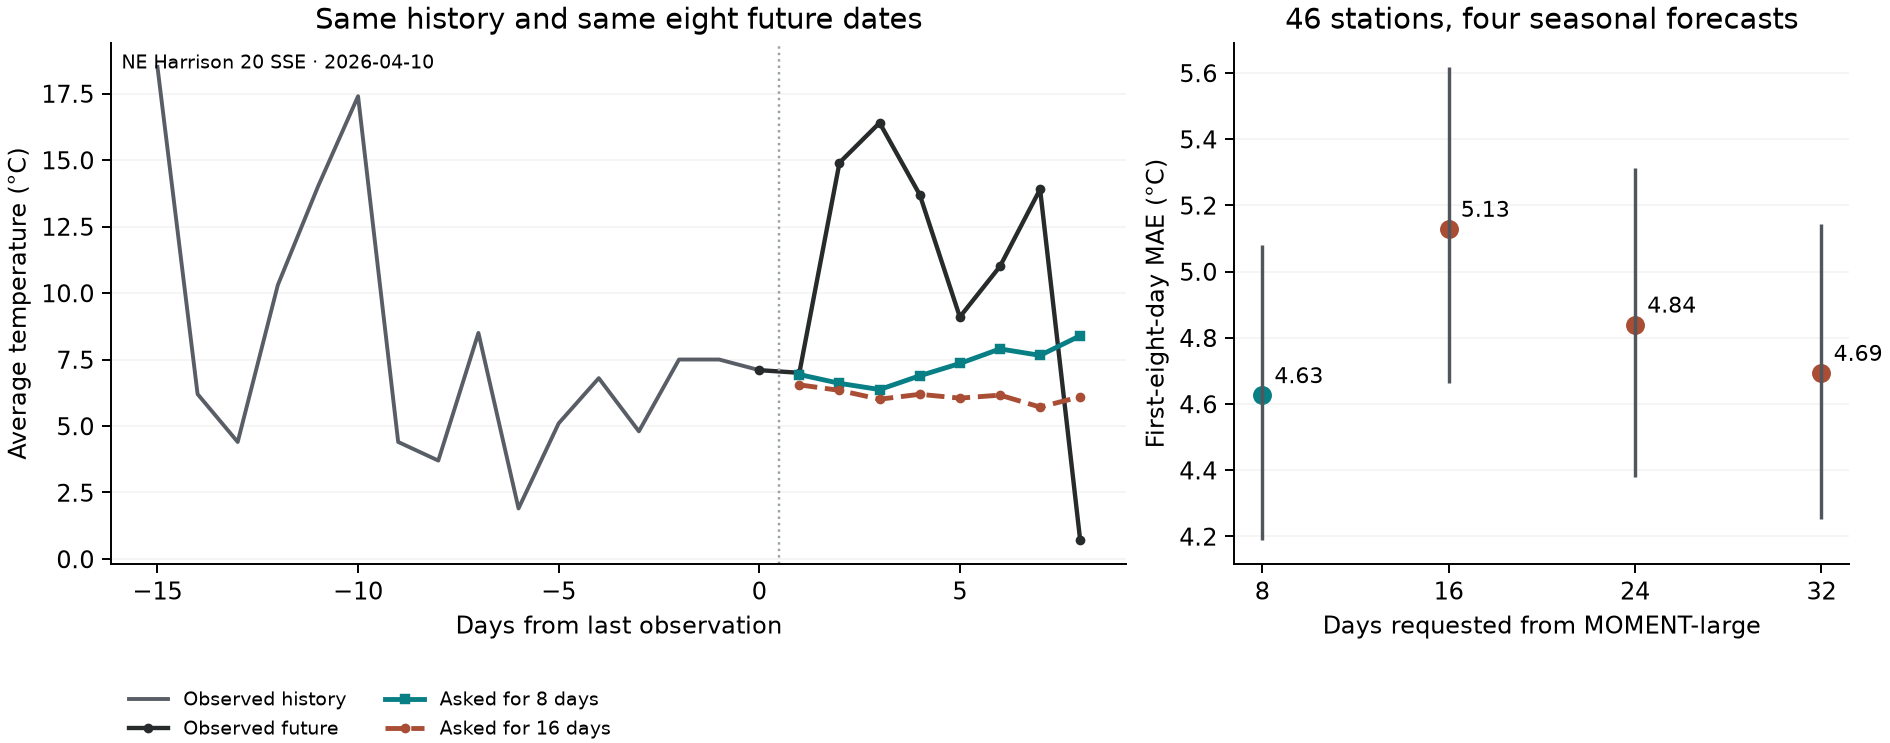 Same history and same eight future dates
NE Harrison 20 SSE · 2026-04-10
Average temperature (°C)
17.5
15.0
12.5
10.0
7.5
5.0
2.5
0.0
−15
−10
−5
0
5
Days from last observation
Observed history
Observed future
Asked for 8 days
Asked for 16 days
46 stations, four seasonal forecasts
First-eight-day MAE (°C)
5.6
5.4
5.2
5.0
4.8
4.6
4.4
4.2
4.63
5.13
4.84
4.69
8
16
24
32
Days requested from MOMENT-large